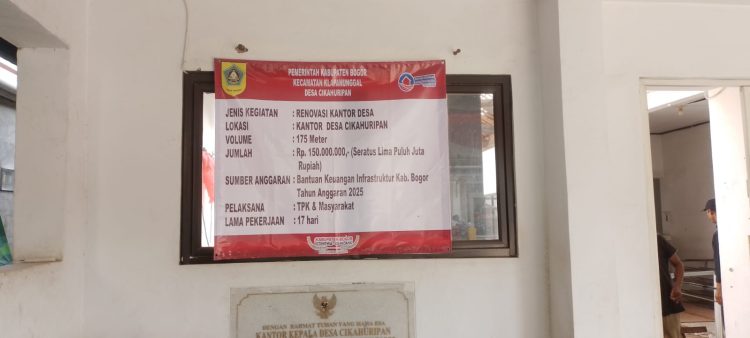 PEMERINTAH KABUPATEN BOGOR
KECAMATAN KLAPANUNGGAL
DESA CIKAHURIPAN
JENIS KEGIATAN : RENOVASI KANTOR DESA
LOKASI : KANTOR DESA CIKAHURIPAN
VOLUME : 175 Meter
JUMLAH : Rp. 150.000.000,- (Seratus Lima Puluh Juta
Rupiah)
SUMBER ANGGARAN : Bantuan Keuangan Infrastruktur Kab. Bogor
Tahun Anggaran 2025
PELAKSANA : TPK & Masyarakat
LAMA PEKERJAAN : 17 hari
KABUPATEN BOGOR
DENGAN RAHMAT TUHAN YANG MAHA ESA
KANTOR KEPALA DESA CIKAHURIPAN